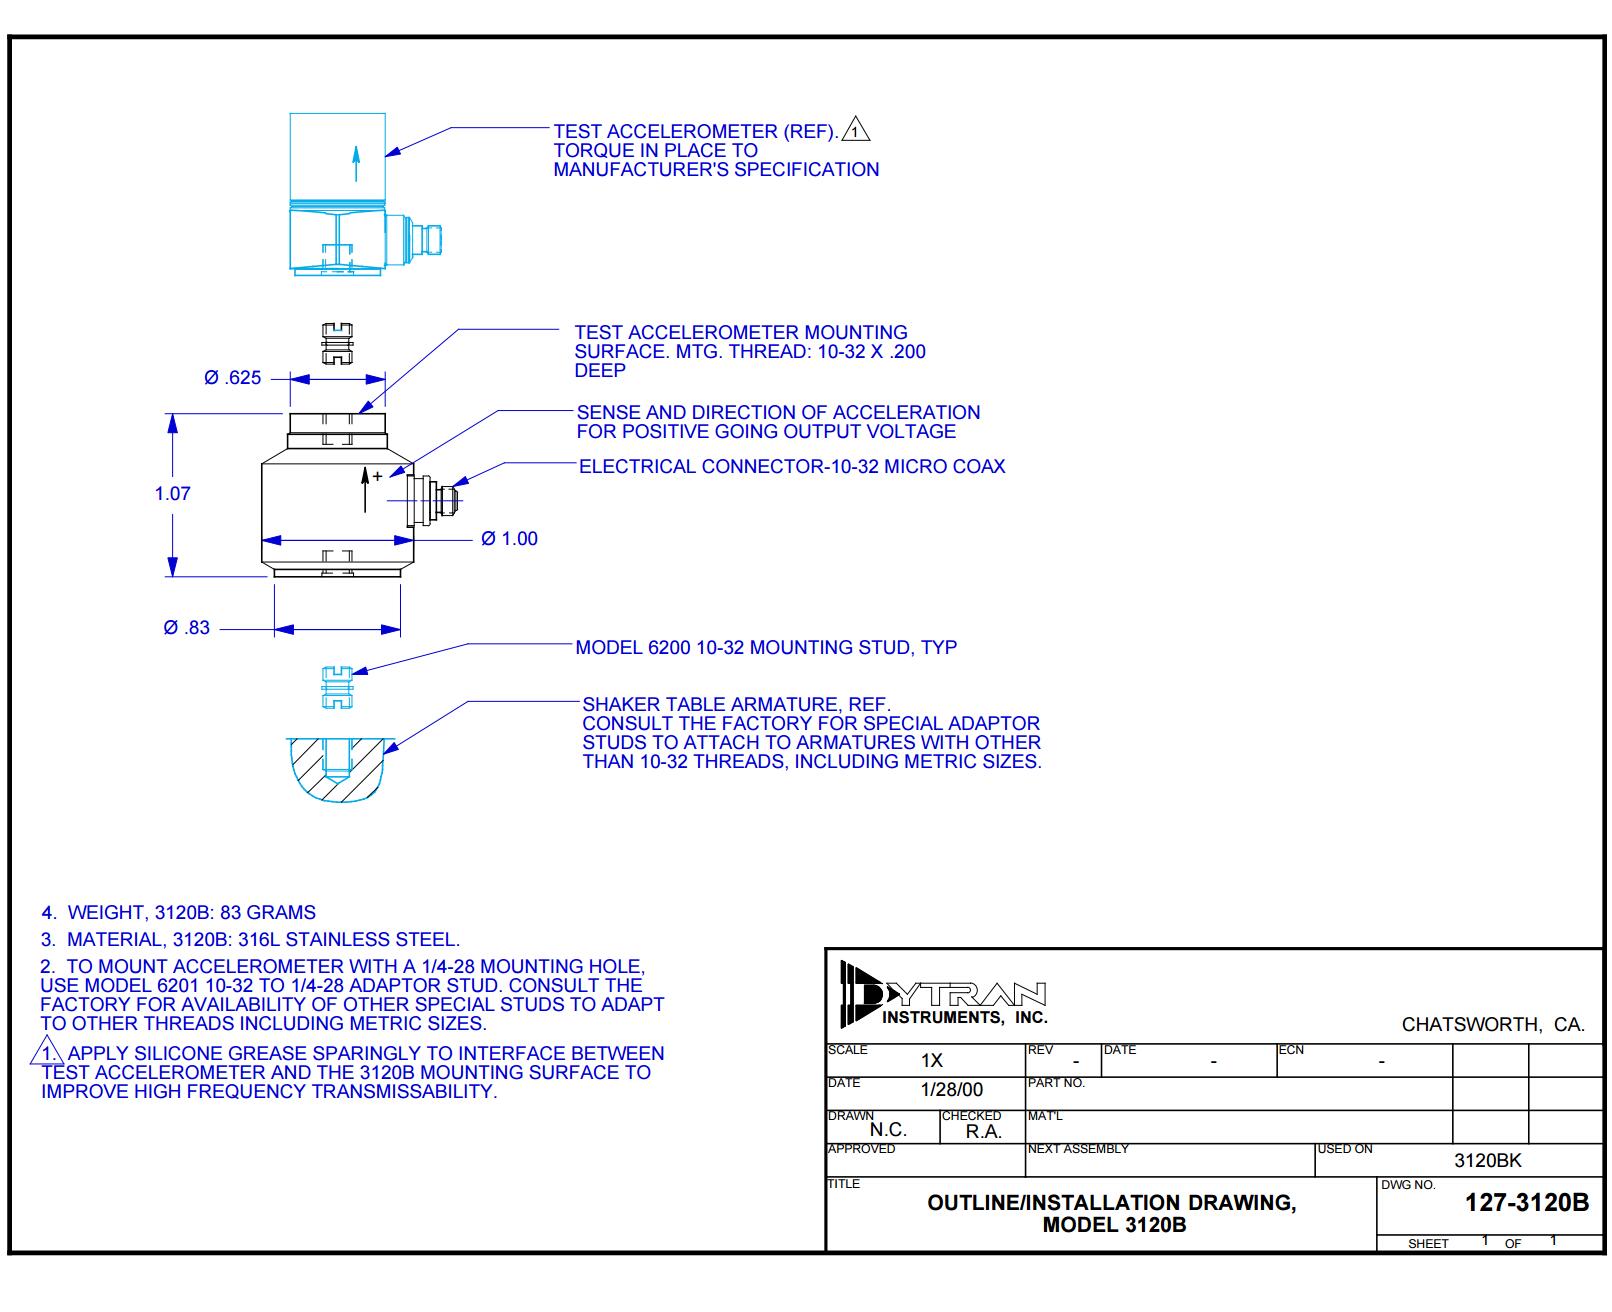 TEST ACCELEROMETER (REF). 1
TORQUE IN PLACE TO
MANUFACTURER'S SPECIFICATION
TEST ACCELEROMETER MOUNTING
SURFACE. MTG. THREAD: 10-32 X .200
DEEP
Ø .625
SENSE AND DIRECTION OF ACCELERATION
FOR POSITIVE GOING OUTPUT VOLTAGE
ELECTRICAL CONNECTOR-10-32 MICRO COAX
+
1.07
Ø 1.00
Ø .83
MODEL 6200 10-32 MOUNTING STUD, TYP
SHAKER TABLE ARMATURE, REF.
CONSULT THE FACTORY FOR SPECIAL ADAPTOR
STUDS TO ATTACH TO ARMATURES WITH OTHER
THAN 10-32 THREADS, INCLUDING METRIC SIZES.
4. WEIGHT, 3120B: 83 GRAMS
3. MATERIAL, 3120B: 316L STAINLESS STEEL.
2. TO MOUNT ACCELEROMETER WITH A 1/4-28 MOUNTING HOLE,
USE MODEL 6201 10-32 TO 1/4-28 ADAPTOR STUD. CONSULT THE
FACTORY FOR AVAILABILITY OF OTHER SPECIAL STUDS TO ADAPT
TO OTHER THREADS INCLUDING METRIC SIZES.
1. APPLY SILICONE GREASE SPARINGLY TO INTERFACE BETWEEN
TEST ACCELEROMETER AND THE 3120B MOUNTING SURFACE TO
IMPROVE HIGH FREQUENCY TRANSMISSABILITY.
DYTRAN
INSTRUMENTS, INC.
CHATSWORTH, CA.
SCALE 1X REV - DATE - ECN -
DATE 1/28/00 PART NO.
DRAWN N.C. CHECKED R.A. MAT'L
APPROVED NEXT ASSEMBLY USED ON 3120BK
TITLE OUTLINE/INSTALLATION DRAWING,
MODEL 3120B
DWG NO. 127-3120B
SHEET 1 OF 1